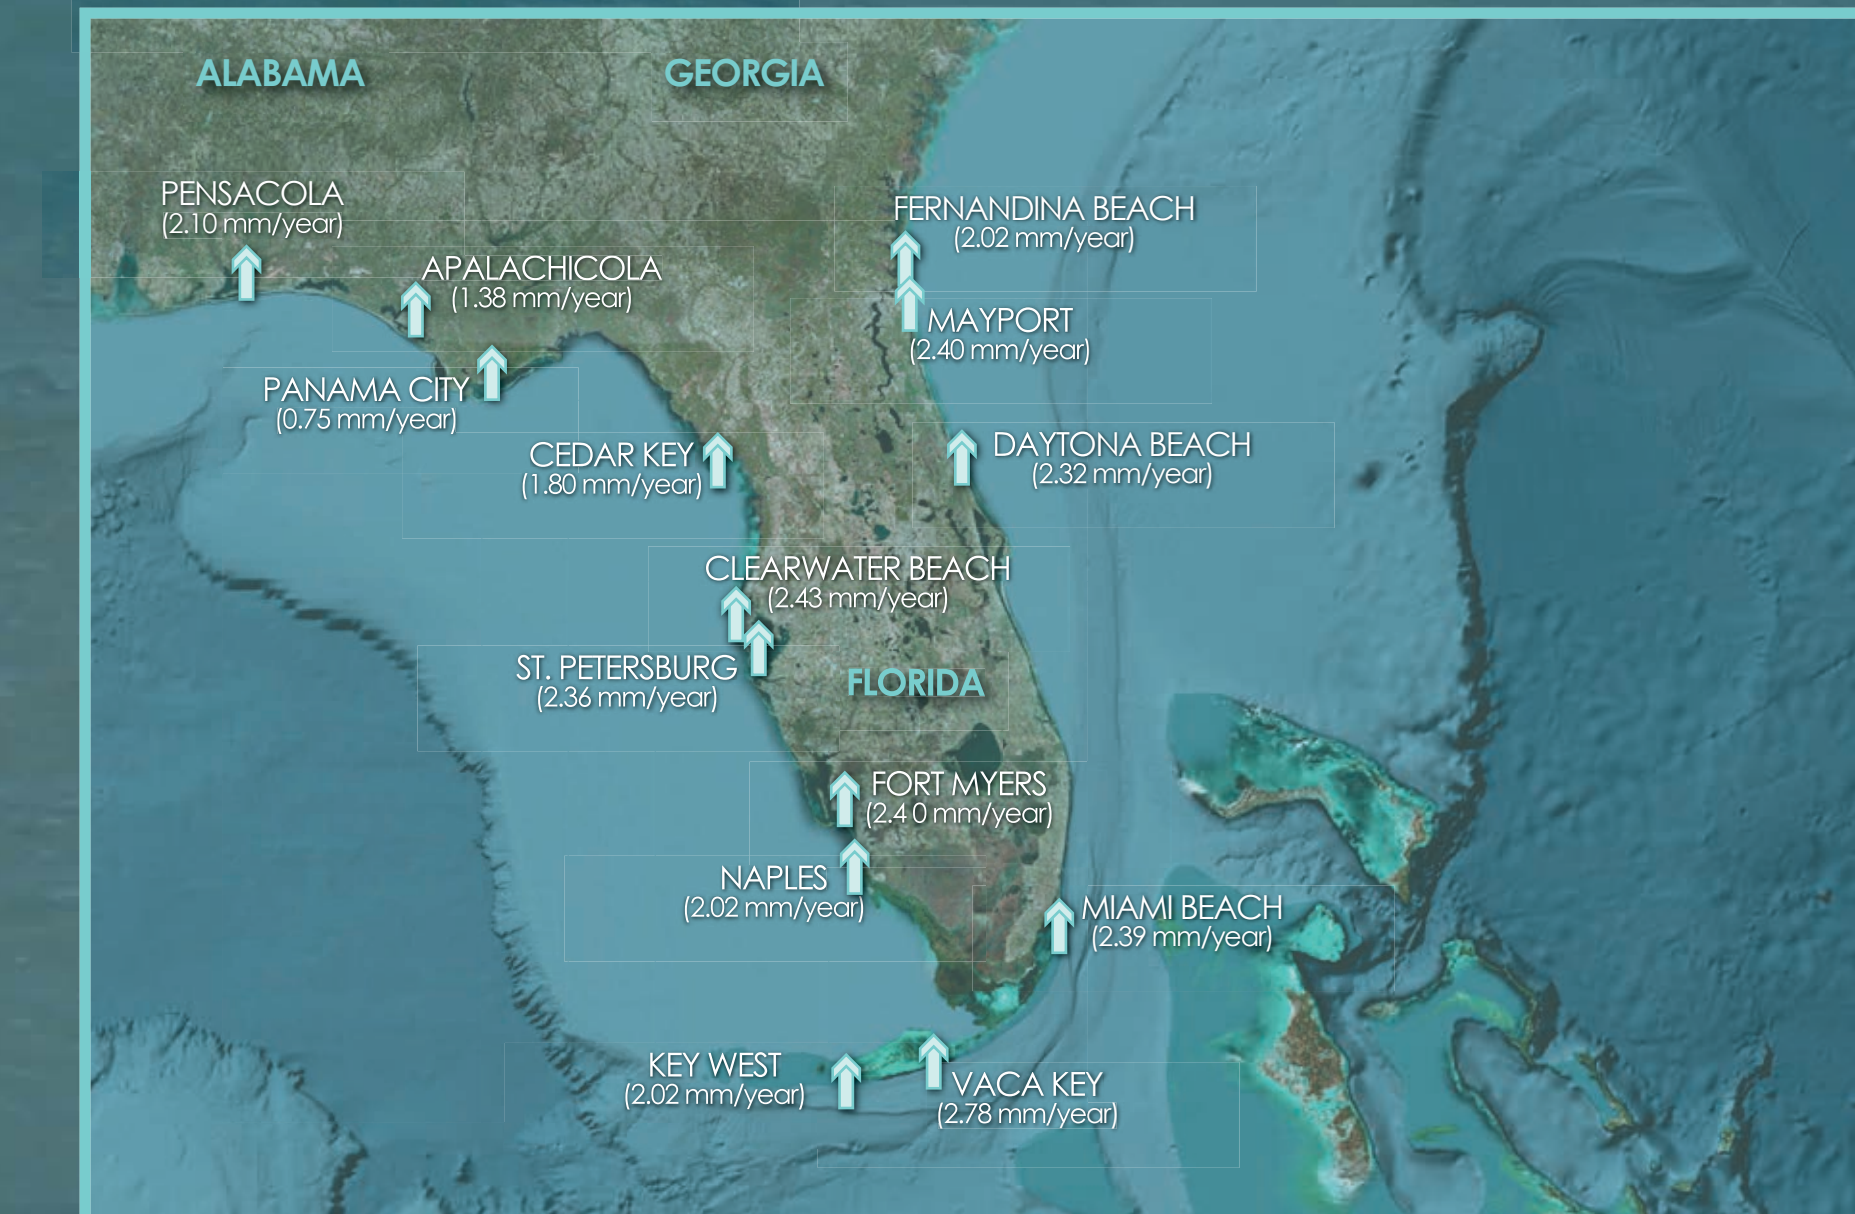 ALABAMA
GEORGIA
PENSACOLA
(2.10 mm/year)
FERNANDINA BEACH
(2.02 mm/year)
APALACHICOLA
(1.38 mm/year)
MAYPORT
(2.40 mm/year)
PANAMA CITY
(0.75 mm/year)
CEDAR KEY
(1.80 mm/year)
DAYTONA BEACH
(2.32 mm/year)
CLEARWATER BEACH
(2.43 mm/year)
ST. PETERSBURG
(2.36 mm/year)
FLORIDA
FORT MYERS
(2.40 mm/year)
NAPLES
(2.02 mm/year)
MIAMI BEACH
(2.39 mm/year)
KEY WEST
(2.02 mm/year)
VACA KEY
(2.78 mm/year)